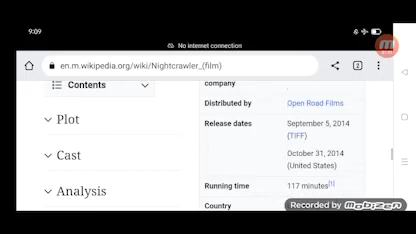 9:09
No internet connection
en.m.wikipedia.org/wiki/Nightcrawler_(film)
2
Contents
company
Distributed by Open Road Films
Plot
Release dates September 5, 2014
(TIFF)
Cast
October 31, 2014
(United States)
Analysis
Running time 117 minutes[1]
Country
Recorded by mobizen